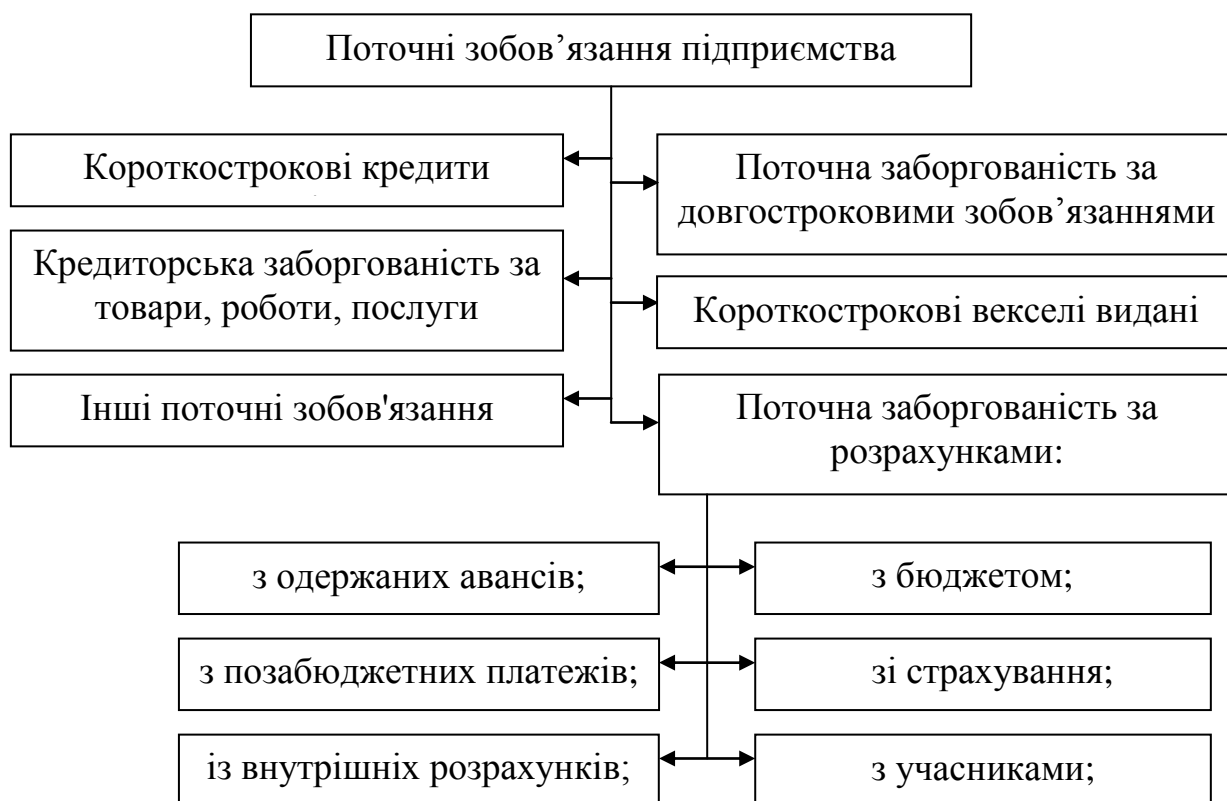 Поточні зобов’язання підприємства
Короткострокові кредити
Поточна заборгованість за
довгостроковими зобов’язаннями
Кредиторська заборгованість за
товари, роботи, послуги
Короткострокові векселі видані
Інші поточні зобов'язання
Поточна заборгованість за
розрахунками:
з одержаних авансів;
з бюджетом;
з позабюджетних платежів;
зі страхування;
із внутрішніх розрахунків;
з учасниками;